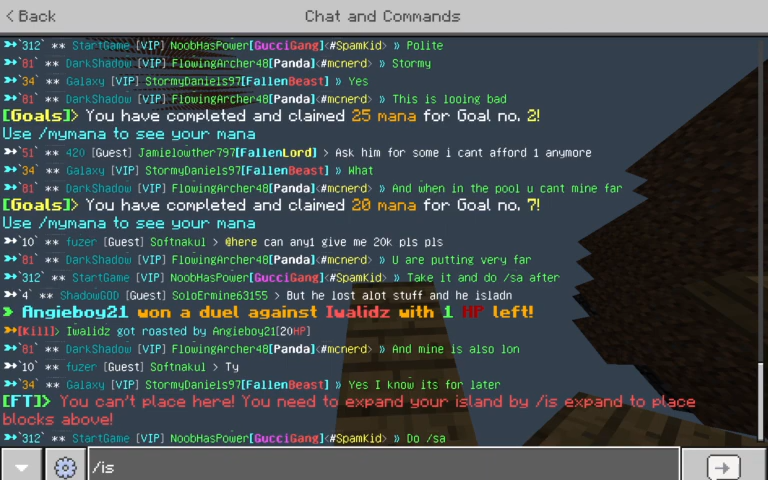 < Back
Chat and Commands
➳`312` ** StartGame [VIP] NoobHasPower[GucciGang]<#SpamKid> » Polite
➳`81` ** DarkShadow [VIP] FlowingArcher48[Panda]<#mcnerd> » Stormy
➳`34` ** Galaxy [VIP] StormyDaniels97[FallenBeast] » Yes
➳`81` ** DarkShadow [VIP] FlowingArcher48[Panda]<#mcnerd> » This is looing bad
[Goals]> You have completed and claimed 25 mana for Goal no. 2!
Use /mymana to see your mana
➳`51` ** 420 [Guest] Jamielowther797[FallenLord] > Ask him for some i cant afford 1 anymore
➳`34` ** Galaxy [VIP] StormyDaniels97[FallenBeast] » What
➳`81` ** DarkShadow [VIP] FlowingArcher48[Panda]<#mcnerd> » And when in the pool u cant mine far
[Goals]> You have completed and claimed 20 mana for Goal no. 7!
Use /mymana to see your mana
➳`10` ** fuzer [Guest] Softnakul > @here can any1 give me 20k pls pls
➳`81` ** DarkShadow [VIP] FlowingArcher48[Panda]<#mcnerd> » U are putting very far
➳`312` ** StartGame [VIP] NoobHasPower[GucciGang]<#SpamKid> » Take it and do /sa after
➳`4` ** ShadowGOD [Guest] SoloErmine63155 > But he lost alot stuff and he isladn
> Angieboy21 won a duel against Iwalidz with 1 HP left!
➳[Kill]> Iwalidz got roasted by Angieboy21[20HP]
➳`81` ** DarkShadow [VIP] FlowingArcher48[Panda]<#mcnerd> » And mine is also lon
➳`10` ** fuzer [Guest] Softnakul > Ty
➳`34` ** Galaxy [VIP] StormyDaniels97[FallenBeast] » Yes I know its for later
[FT]> You can't place here! You need to expand your island by /is expand to place
blocks above!
➳`312` ** StartGame [VIP] NoobHasPower[GucciGang]<#SpamKid> » Do /sa
/is